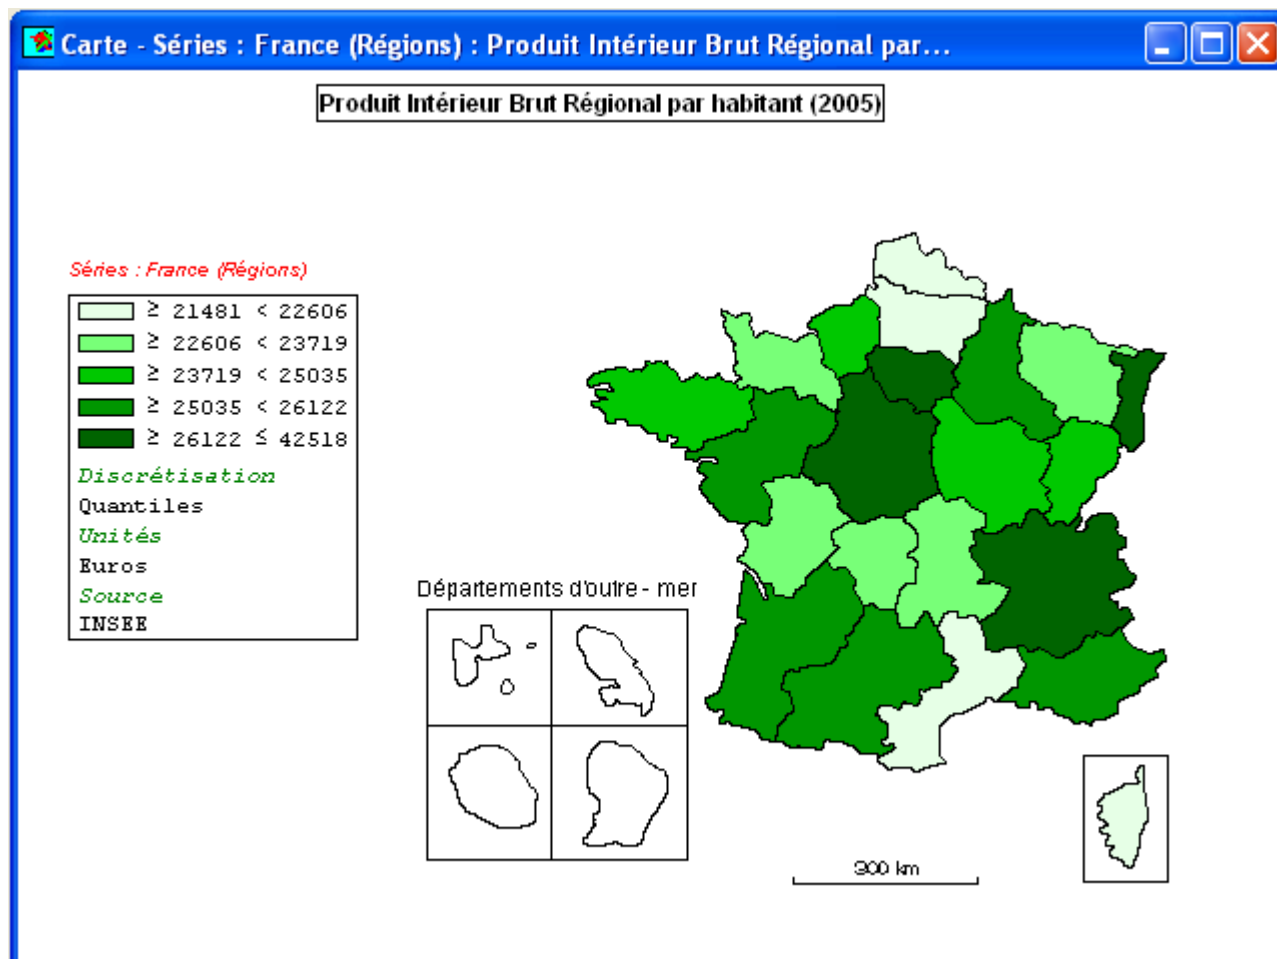 Carte - Séries : France (Régions) : Produit Intérieur Brut Régional par...
Produit Intérieur Brut Régional par habitant (2005)
Séries : France (Régions)
≥ 21481 < 22606
≥ 22606 < 23719
≥ 23719 < 25035
≥ 25035 < 26122
≥ 26122 ≤ 42518
Discrétisation
Quantiles
Unités
Euros
Source
INSEE
Départements d'outre - mer
300 km